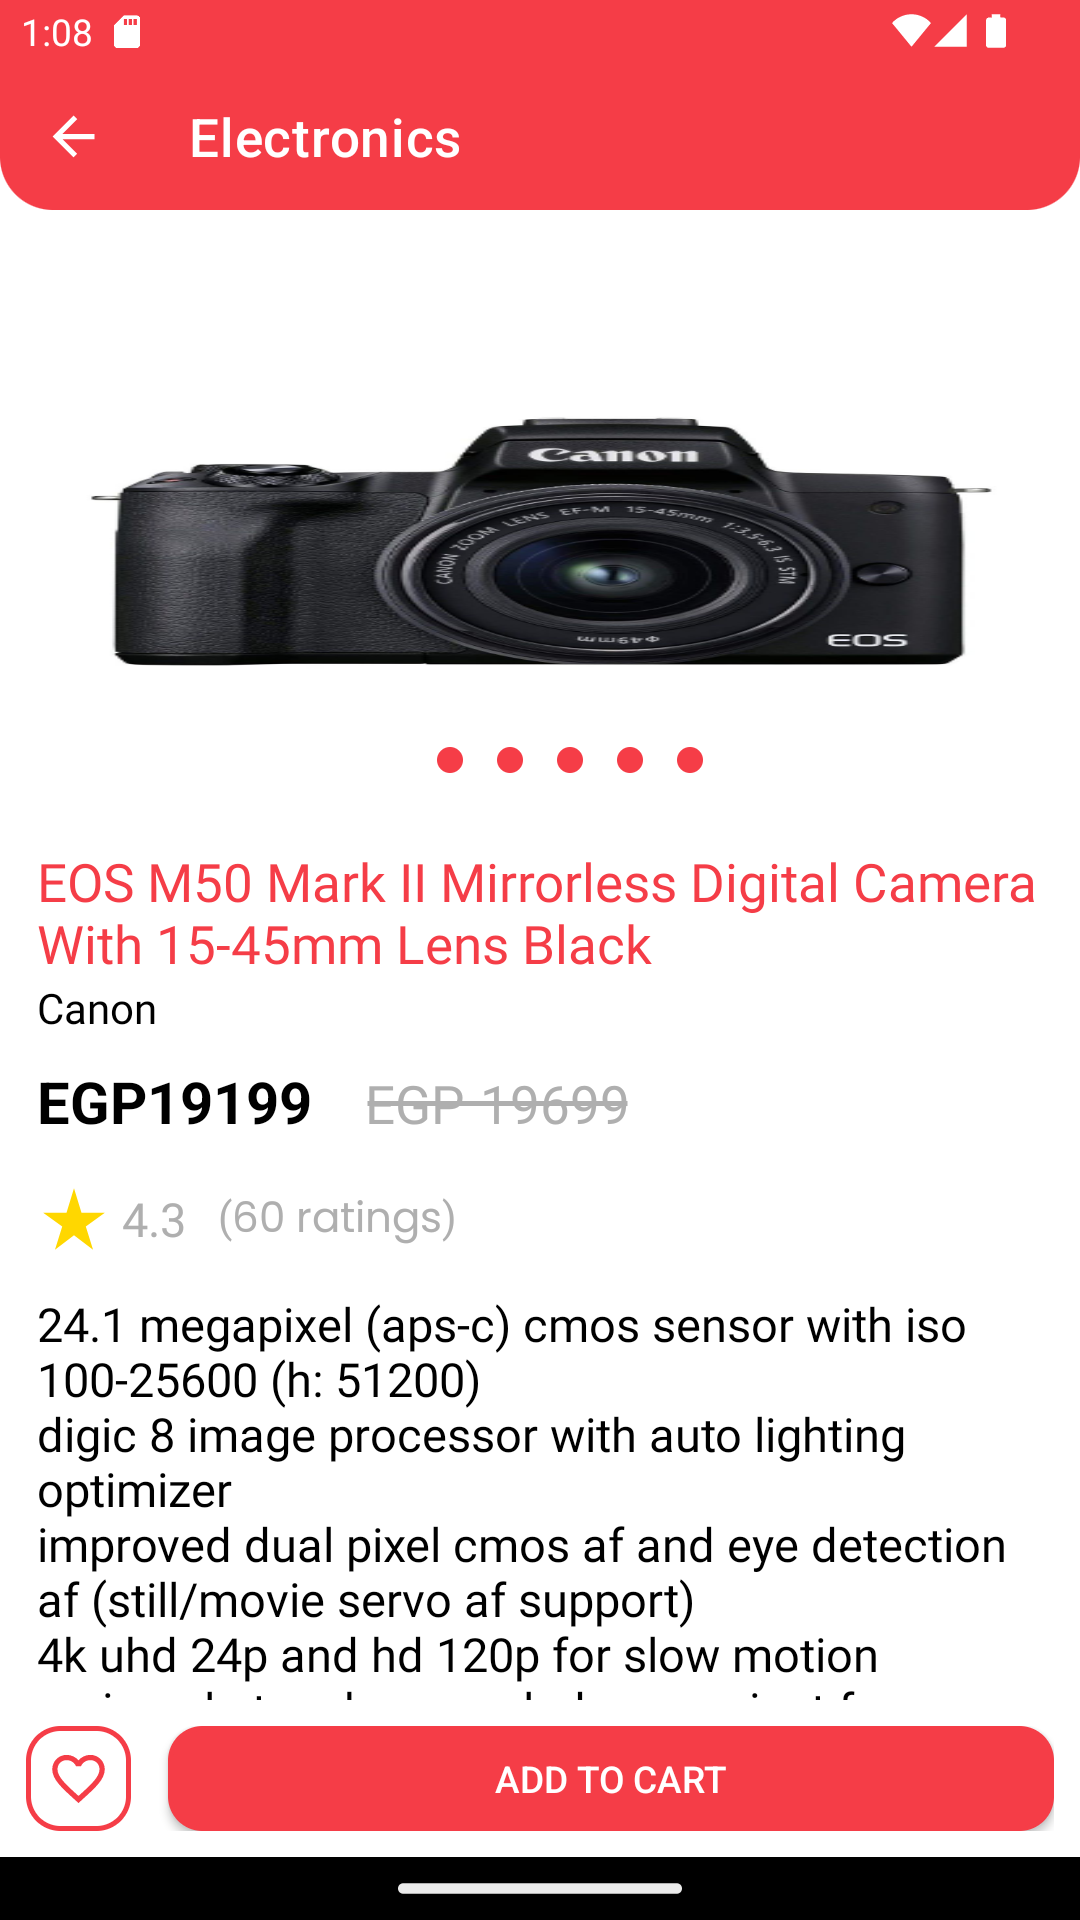 1:08
Electronics
Canon
CANON ZOOM LENS EF-M 15-45mm 1:3.5-6.3 IS STM
Φ49mm
EOS
EOS M50 Mark II Mirrorless Digital Camera
With 15-45mm Lens Black
Canon
EGP19199 EGP 19699
4.3 (60 ratings)
24.1 megapixel (aps-c) cmos sensor with iso
100-25600 (h: 51200)
digic 8 image processor with auto lighting
optimizer
improved dual pixel cmos af and eye detection
af (still/movie servo af support)
4k uhd 24p and hd 120p for slow motion
ADD TO CART